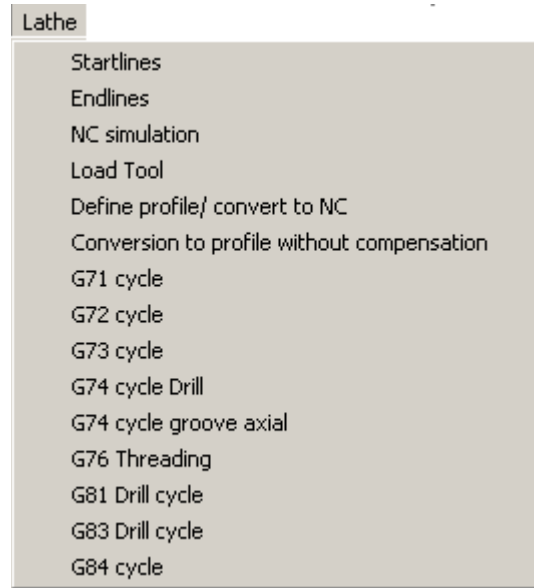 Lathe
Startlines
Endlines
NC simulation
Load Tool
Define profile/ convert to NC
Conversion to profile without compensation
G71 cycle
G72 cycle
G73 cycle
G74 cycle Drill
G74 cycle groove axial
G76 Threading
G81 Drill cycle
G83 Drill cycle
G84 cycle